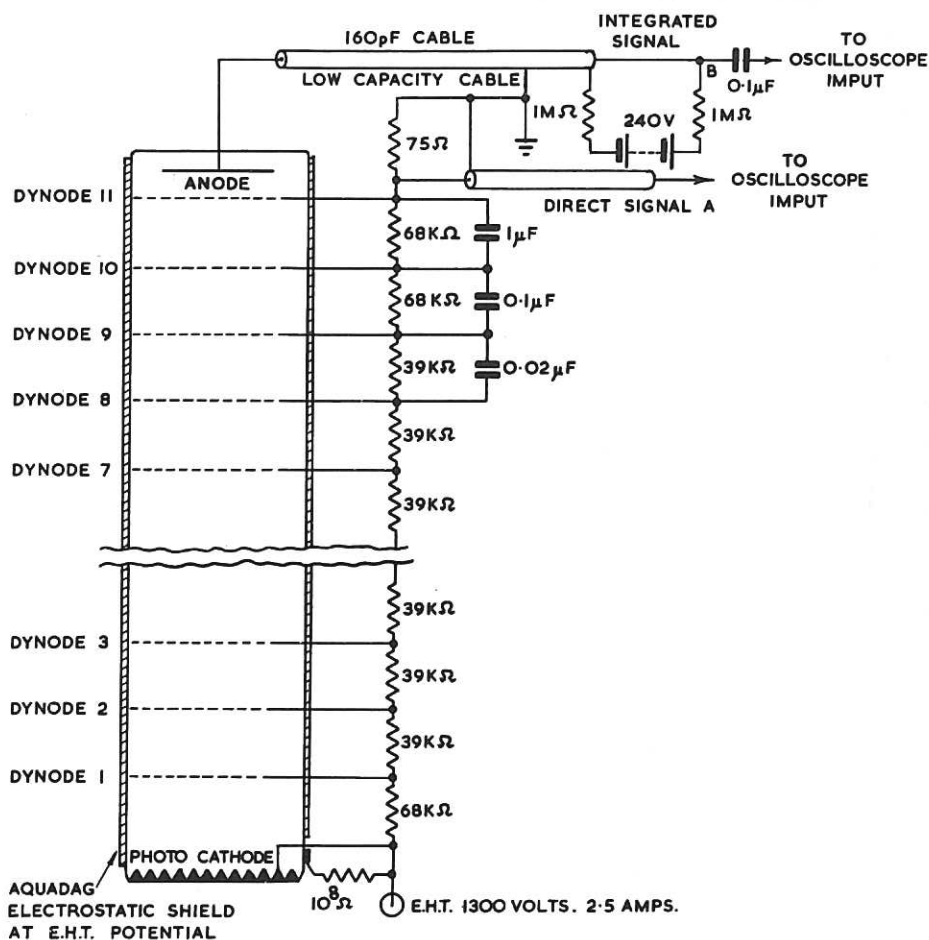 160pF CABLE
LOW CAPACITY CABLE
INTEGRATED
SIGNAL
B
0·1µF
TO
OSCILLOSCOPE
IMPUT
1MΩ
240V
1MΩ
75Ω
TO
OSCILLOSCOPE
IMPUT
DIRECT SIGNAL A
ANODE
DYNODE 11
68KΩ
1µF
DYNODE 10
68KΩ
0·1µF
DYNODE 9
39KΩ
0·02µF
DYNODE 8
39KΩ
DYNODE 7
39KΩ
39KΩ
DYNODE 3
39KΩ
DYNODE 2
39KΩ
DYNODE 1
68KΩ
PHOTO CATHODE
10⁸Ω
AQUADAG
ELECTROSTATIC SHIELD
AT E.H.T. POTENTIAL
E.H.T. 1300 VOLTS. 2·5 AMPS.